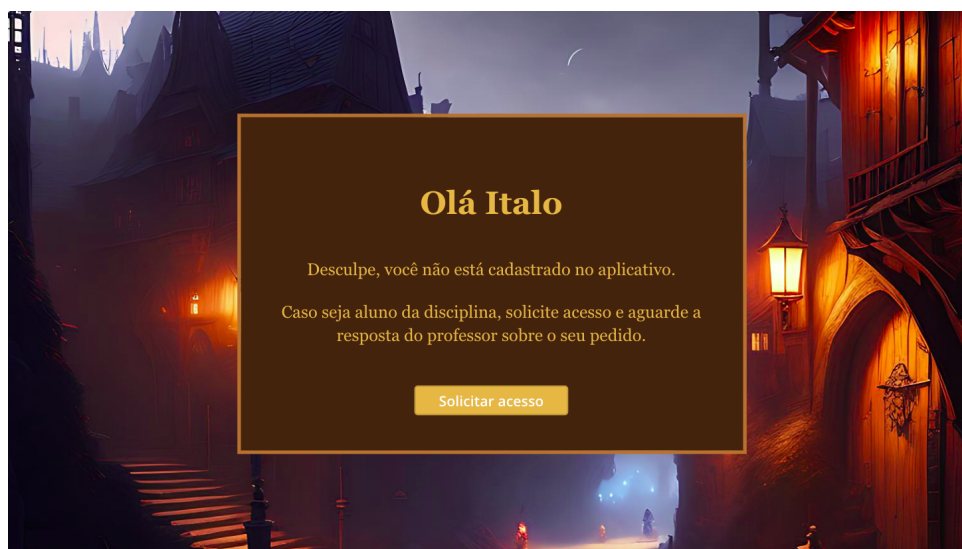 Olá Italo
Desculpe, você não está cadastrado no aplicativo.
Caso seja aluno da disciplina, solicite acesso e aguarde a
resposta do professor sobre o seu pedido.
Solicitar acesso